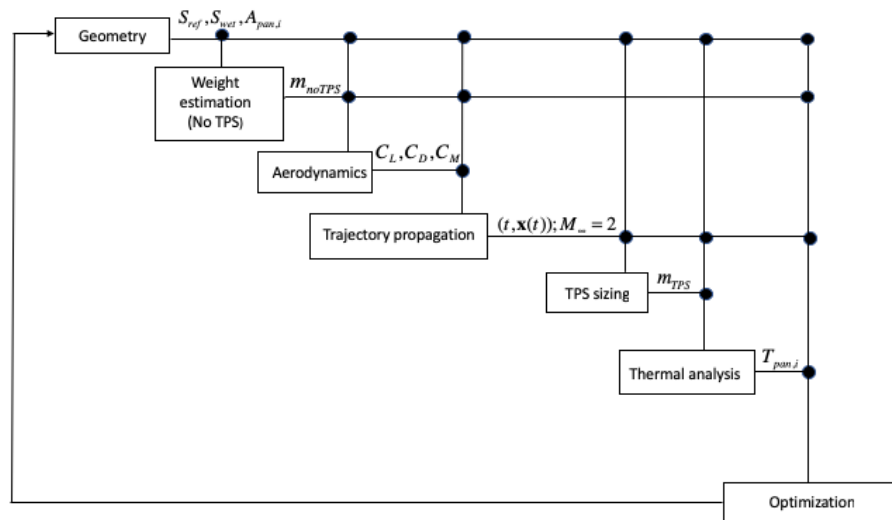 Geometry
S_ref, S_wet, A_pan,i
Weight
estimation
(No TPS)
m_noTPS
Aerodynamics
C_L, C_D, C_M
Trajectory propagation
(t,x(t)); M_∞ = 2
TPS sizing
m_TPS
Thermal analysis
T_pan,i
Optimization